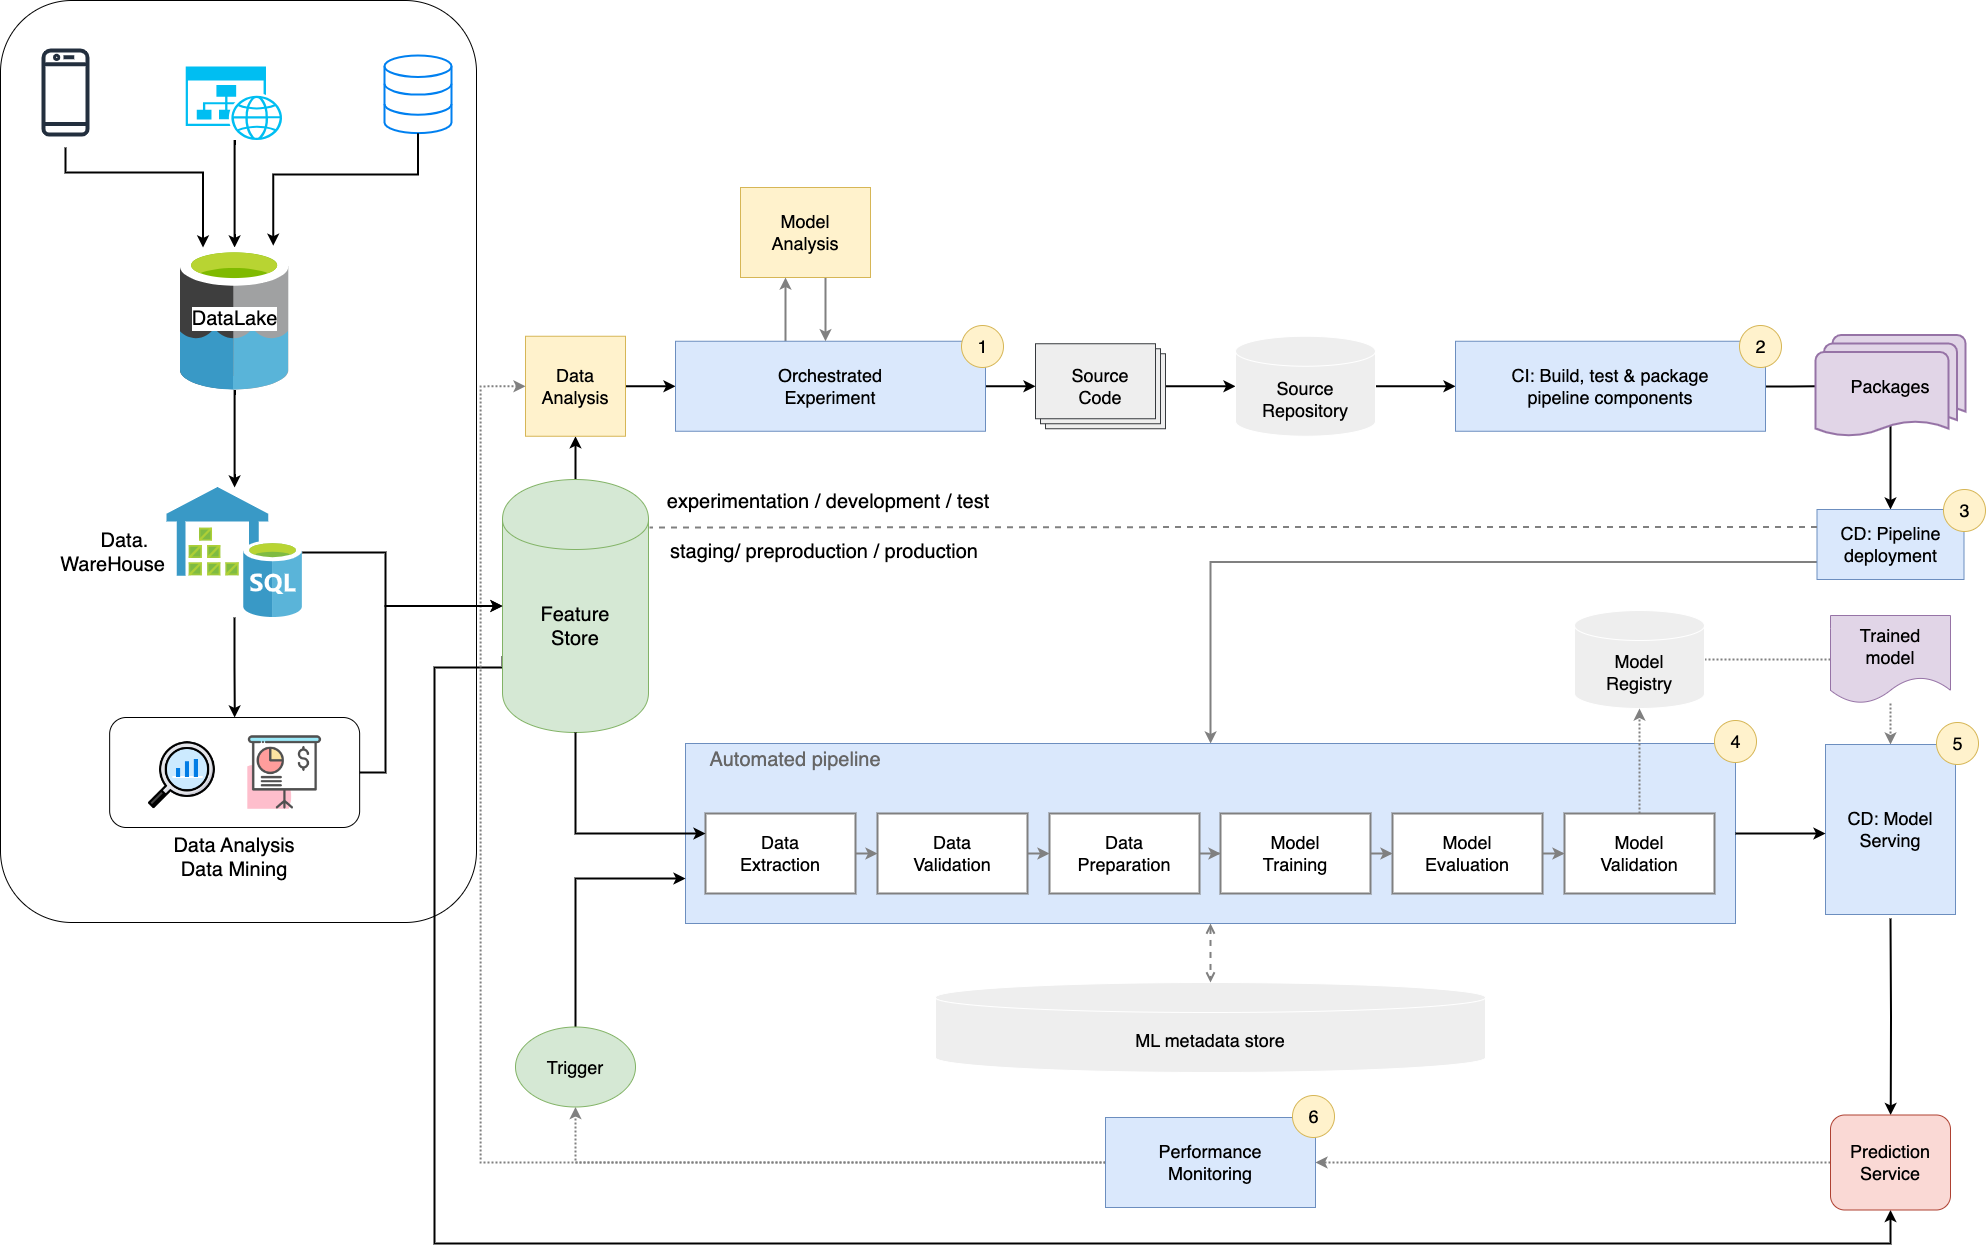 DataLake
Data.
WareHouse
SQL
$
Data Analysis
Data Mining
Model
Analysis
Data
Analysis
Orchestrated
Experiment
1
Source
Code
Source
Repository
CI: Build, test & package
pipeline components
2
Packages
experimentation / development / test
staging/ preproduction / production
CD: Pipeline
deployment
3
Feature
Store
Model
Registry
Trained
model
Automated pipeline
4
Data
Extraction
Data
Validation
Data
Preparation
Model
Training
Model
Evaluation
Model
Validation
CD: Model
Serving
5
ML metadata store
Trigger
Performance
Monitoring
6
Prediction
Service